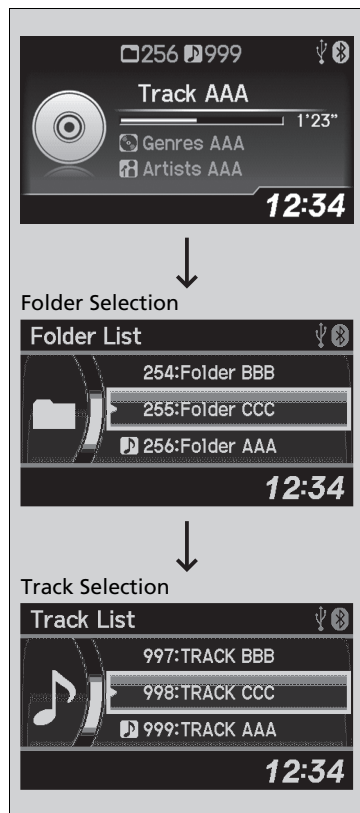 256 999
Track AAA
1'23"
Genres AAA
Artists AAA
12:34
Folder Selection
Folder List
254:Folder BBB
255:Folder CCC
256:Folder AAA
12:34
Track Selection
Track List
997:TRACK BBB
998:TRACK CCC
999:TRACK AAA
12:34